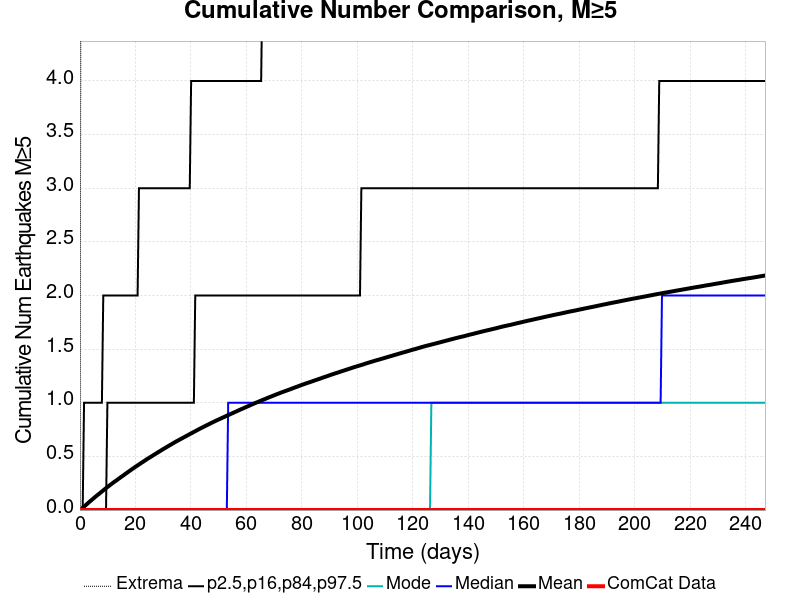 Cumulative Number Comparison, M≥5
Cumulative Num Earthquakes M≥5
4.0
3.5
3.0
2.5
2.0
1.5
1.0
0.5
0.0
0 20 40 60 80 100 120 140 160 180 200 220 240
Time (days)
Extrema p2.5,p16,p84,p97.5 Mode Median Mean ComCat Data